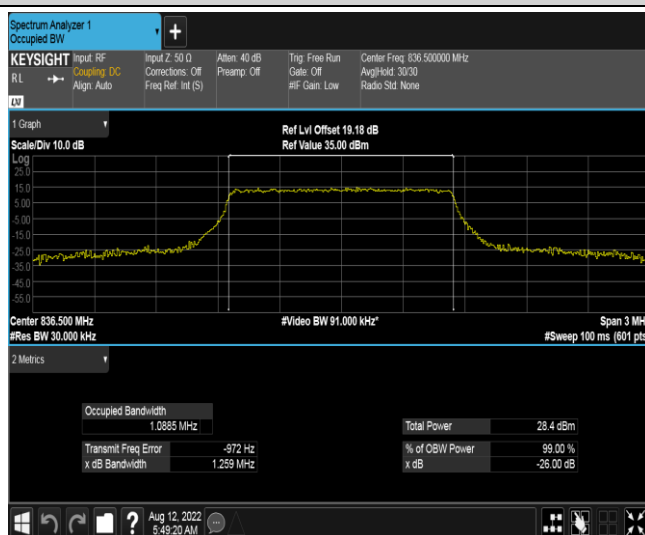 Spectrum Analyzer 1
Occupied BW
+
KEYSIGHT
R L
LXI
Input: RF
Coupling: DC
Align: Auto
Input Z: 50 Ω
Corrections: Off
Freq Ref: Int (S)
Atten: 40 dB
Preamp: Off
Trig: Free Run
Gate: Off
#IF Gain: Low
Center Freq: 836.500000 MHz
Avg|Hold: 30/30
Radio Std: None
1 Graph
Scale/Div 10.0 dB
Ref Lvl Offset 19.18 dB
Ref Value 35.00 dBm
Log
25.0
15.0
5.00
-5.00
-15.0
-25.0
-35.0
-45.0
-55.0
Center 836.500 MHz
#Res BW 30.000 kHz
#Video BW 91.000 kHz*
Span 3 MH
#Sweep 100 ms (601 pts
2 Metrics
Occupied Bandwidth
1.0885 MHz
Transmit Freq Error -972 Hz
x dB Bandwidth 1.259 MHz
Total Power 28.4 dBm
% of OBW Power 99.00 %
x dB -26.00 dB
?
Aug 12, 2022
5:49:20 AM